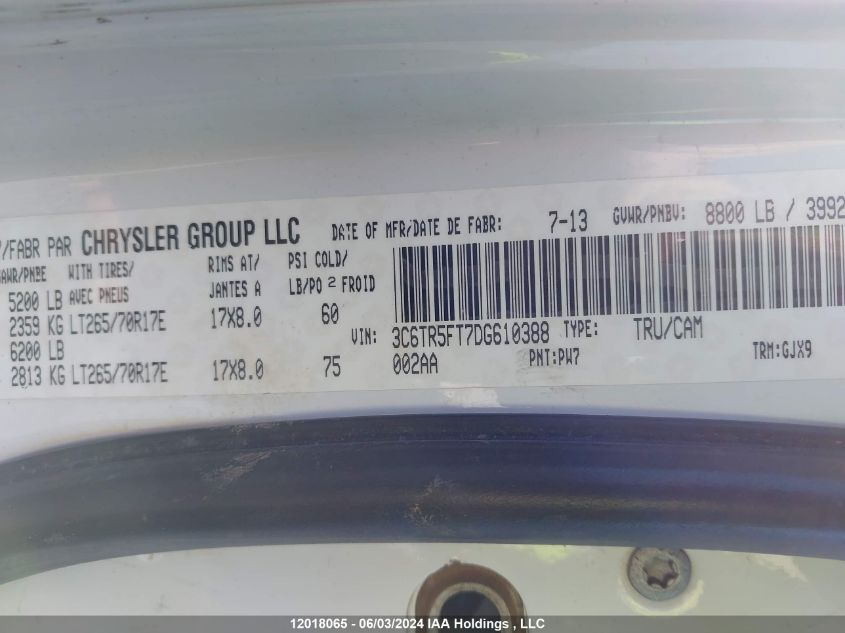 /FABR PAR CHRYSLER GROUP LLC DATE OF MFR/DATE DE FABR: 7-13 GVWR/PNBV: 8800 LB / 3992
GAWR/PNBE WITH TIRES/ RIMS AT/ PSI COLD/
5200 LB AVEC PNEUS JANTES A LB/PO 2 FROID
2359 KG LT265/70R17E 17X8.0 60
VIN: 3C6TR5FT7DG610388 TYPE: TRU/CAM
6200 LB
2813 KG LT265/70R17E 17X8.0 75 002AA PNT:PW7 TRM:GJX9
12018065 - 06/03/2024 IAA Holdings , LLC